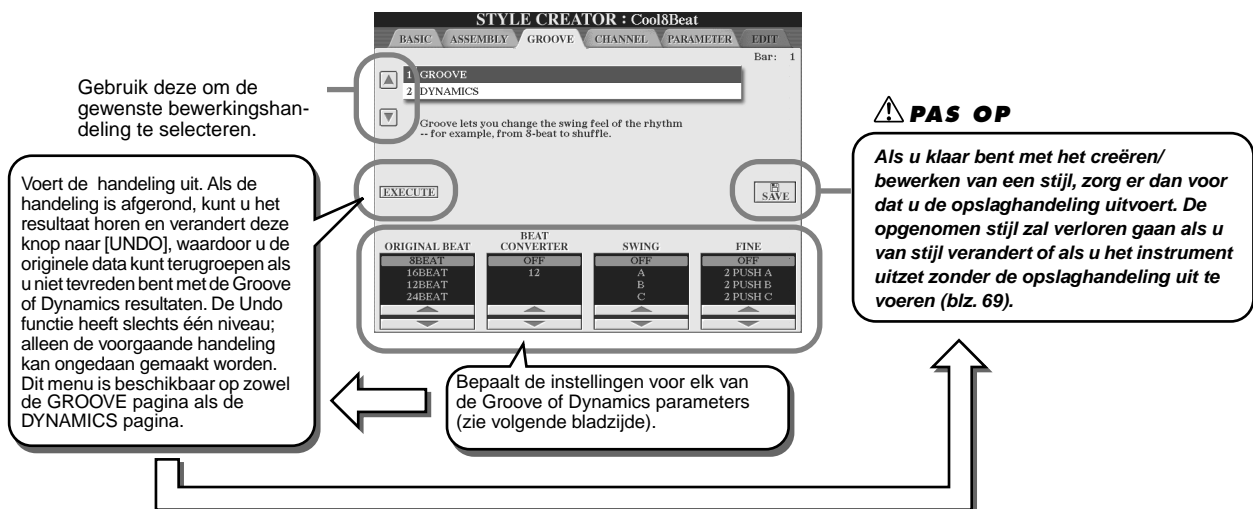 STYLE CREATOR : Cool8Beat
BASIC ASSEMBLY GROOVE CHANNEL PARAMETER EDIT
Bar: 1
1 GROOVE
2 DYNAMICS
Groove lets you change the swing feel of the rhythm
-- for example, from 8-beat to shuffle.
EXECUTE
SAVE
ORIGINAL BEAT
8BEAT
16BEAT
12BEAT
24BEAT
BEAT
CONVERTER
OFF
12
SWING
OFF
A
B
C
FINE
OFF
2 PUSH A
2 PUSH B
2 PUSH C
Gebruik deze om de
gewenste bewerkingshan-
deling te selecteren.
Voert de handeling uit. Als de
handeling is afgerond, kunt u het
resultaat horen en verandert deze
knop naar [UNDO], waardoor u de
originele data kunt terugroepen als
u niet tevreden bent met de Groove
of Dynamics resultaten. De Undo
functie heeft slechts één niveau;
alleen de voorgaande handeling
kan ongedaan gemaakt worden.
Dit menu is beschikbaar op zowel
de GROOVE pagina als de
DYNAMICS pagina.
Bepaalt de instellingen voor elk van
de Groove of Dynamics parameters
(zie volgende bladzijde).
PAS OP
Als u klaar bent met het creëren/
bewerken van een stijl, zorg er dan voor
dat u de opslaghandeling uitvoert. De
opgenomen stijl zal verloren gaan als u
van stijl verandert of als u het instrument
uitzet zonder de opslaghandeling uit te
voeren (blz. 69).